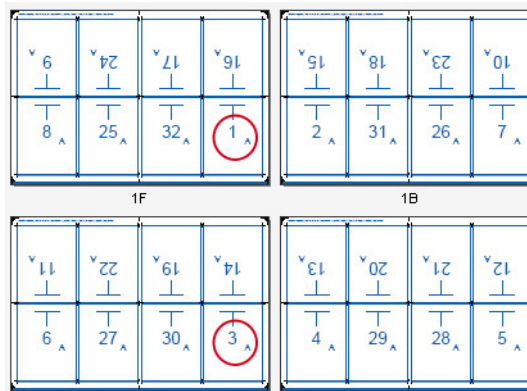 9 A 24 A 17 A 16 A
8 A 25 A 32 A 1 A
1F
15 A 18 A 23 A 10 A
2 A 31 A 26 A 7 A
1B
11 A 22 A 19 A 14 A
6 A 27 A 30 A 3 A
13 A 20 A 21 A 12 A
4 A 29 A 28 A 5 A